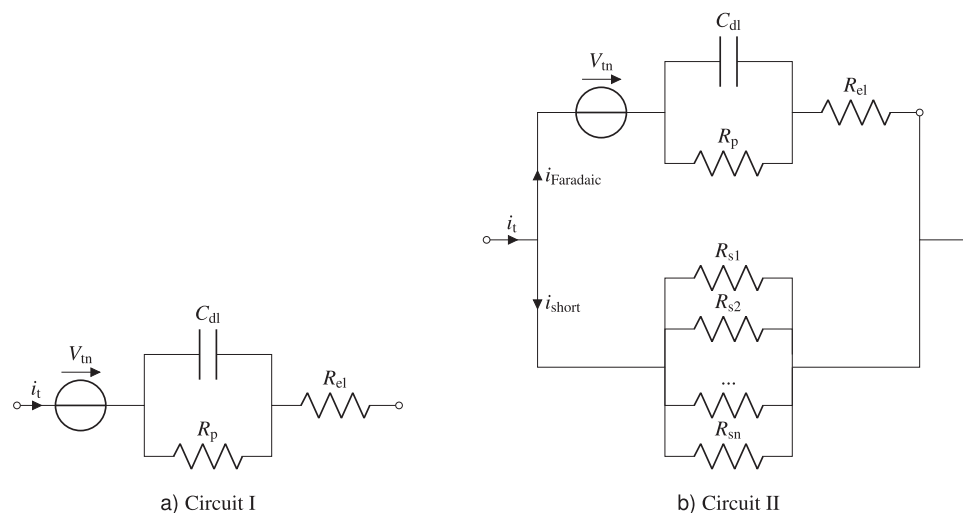 C_dl
V_tn
i_t
R_el
R_p
a) Circuit I
C_dl
V_tn
R_el
R_p
i_Faradaic
i_t
i_short
R_s1
R_s2
...
R_sn
b) Circuit II